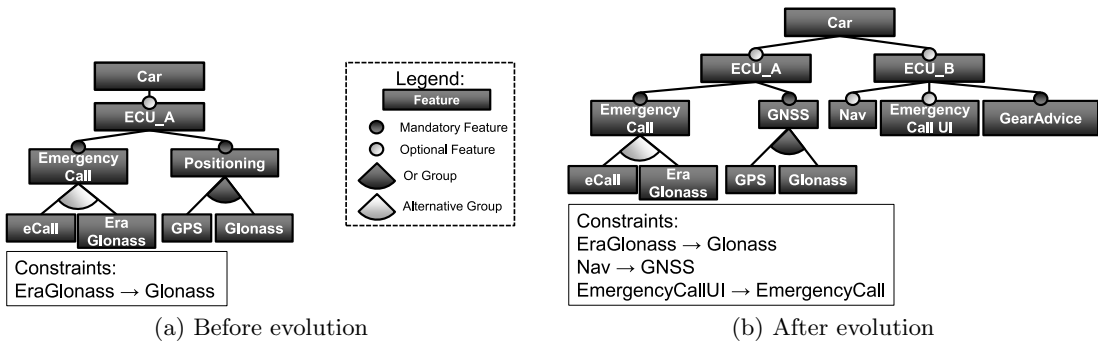 Car
ECU_A
Emergency
Call
Positioning
eCall
Era
Glonass
GPS
Glonass
Constraints:
EraGlonass → Glonass
(a) Before evolution
Legend:
Feature
Mandatory Feature
Optional Feature
Or Group
Alternative Group
Car
ECU_A
ECU_B
Emergency
Call
GNSS
Nav
Emergency
Call UI
GearAdvice
eCall
Era
Glonass
GPS
Glonass
Constraints:
EraGlonass → Glonass
Nav → GNSS
EmergencyCallUI → EmergencyCall
(b) After evolution